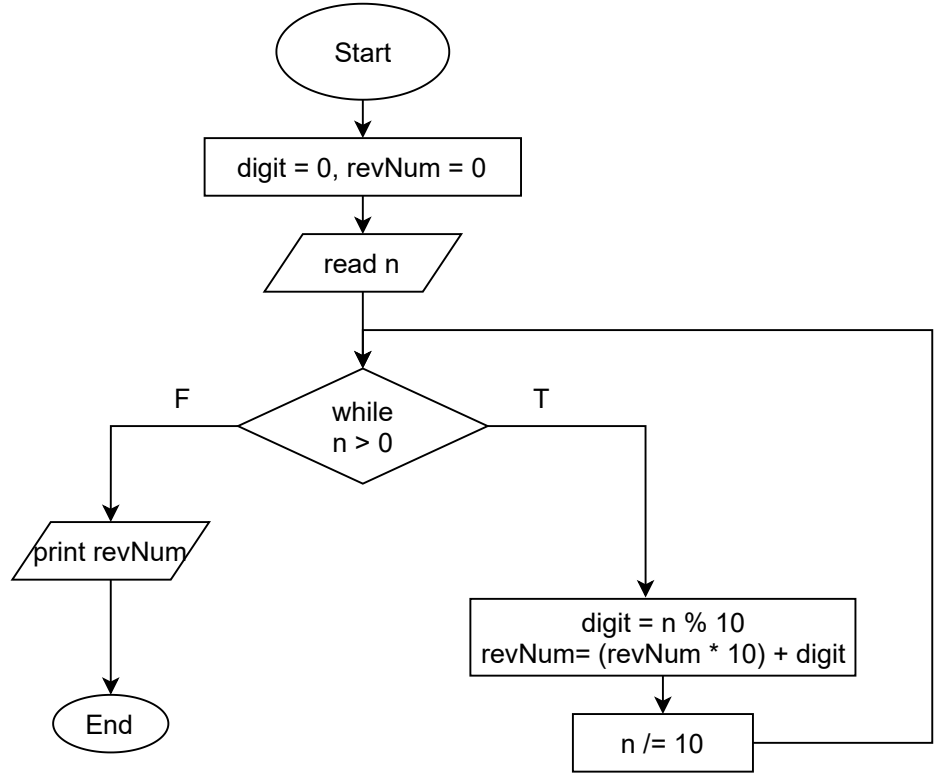 Start
digit = 0, revNum = 0
read n
F
T
while
n > 0
print revNum
digit = n % 10
revNum= (revNum * 10) + digit
End
n /= 10